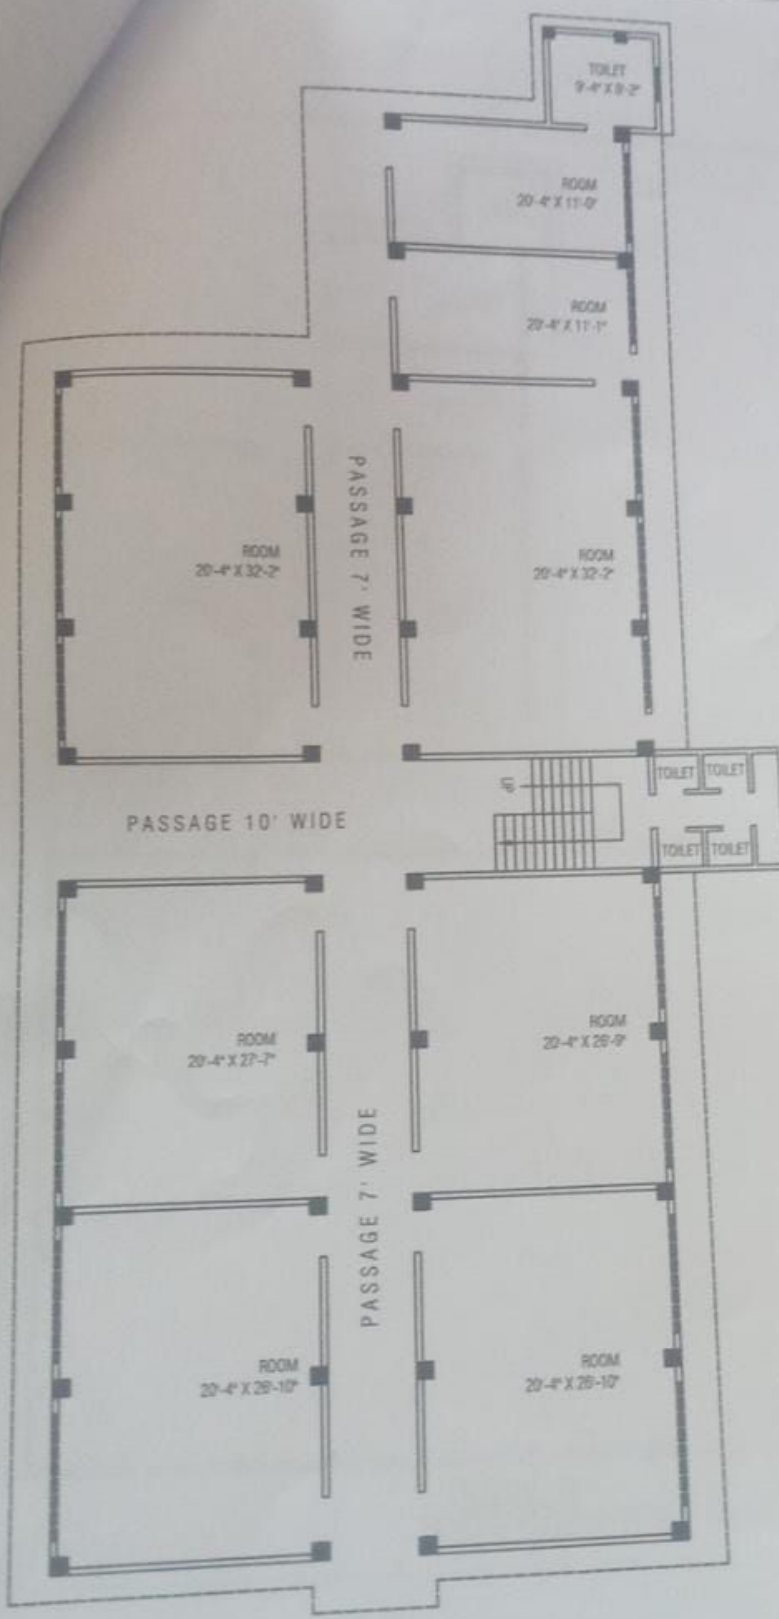 TOILET
9'-4" X 8'-2"
ROOM
20'-4" X 11'-0"
ROOM
20'-4" X 11'-1"
ROOM
20'-4" X 32'-2"
PASSAGE 7' WIDE
ROOM
20'-4" X 32'-2"
TOILET
TOILET
UP
PASSAGE 10' WIDE
TOILET
TOILET
ROOM
20'-4" X 27'-7"
ROOM
20'-4" X 26'-9"
PASSAGE 7' WIDE
ROOM
20'-4" X 26'-10"
ROOM
20'-4" X 26'-10"